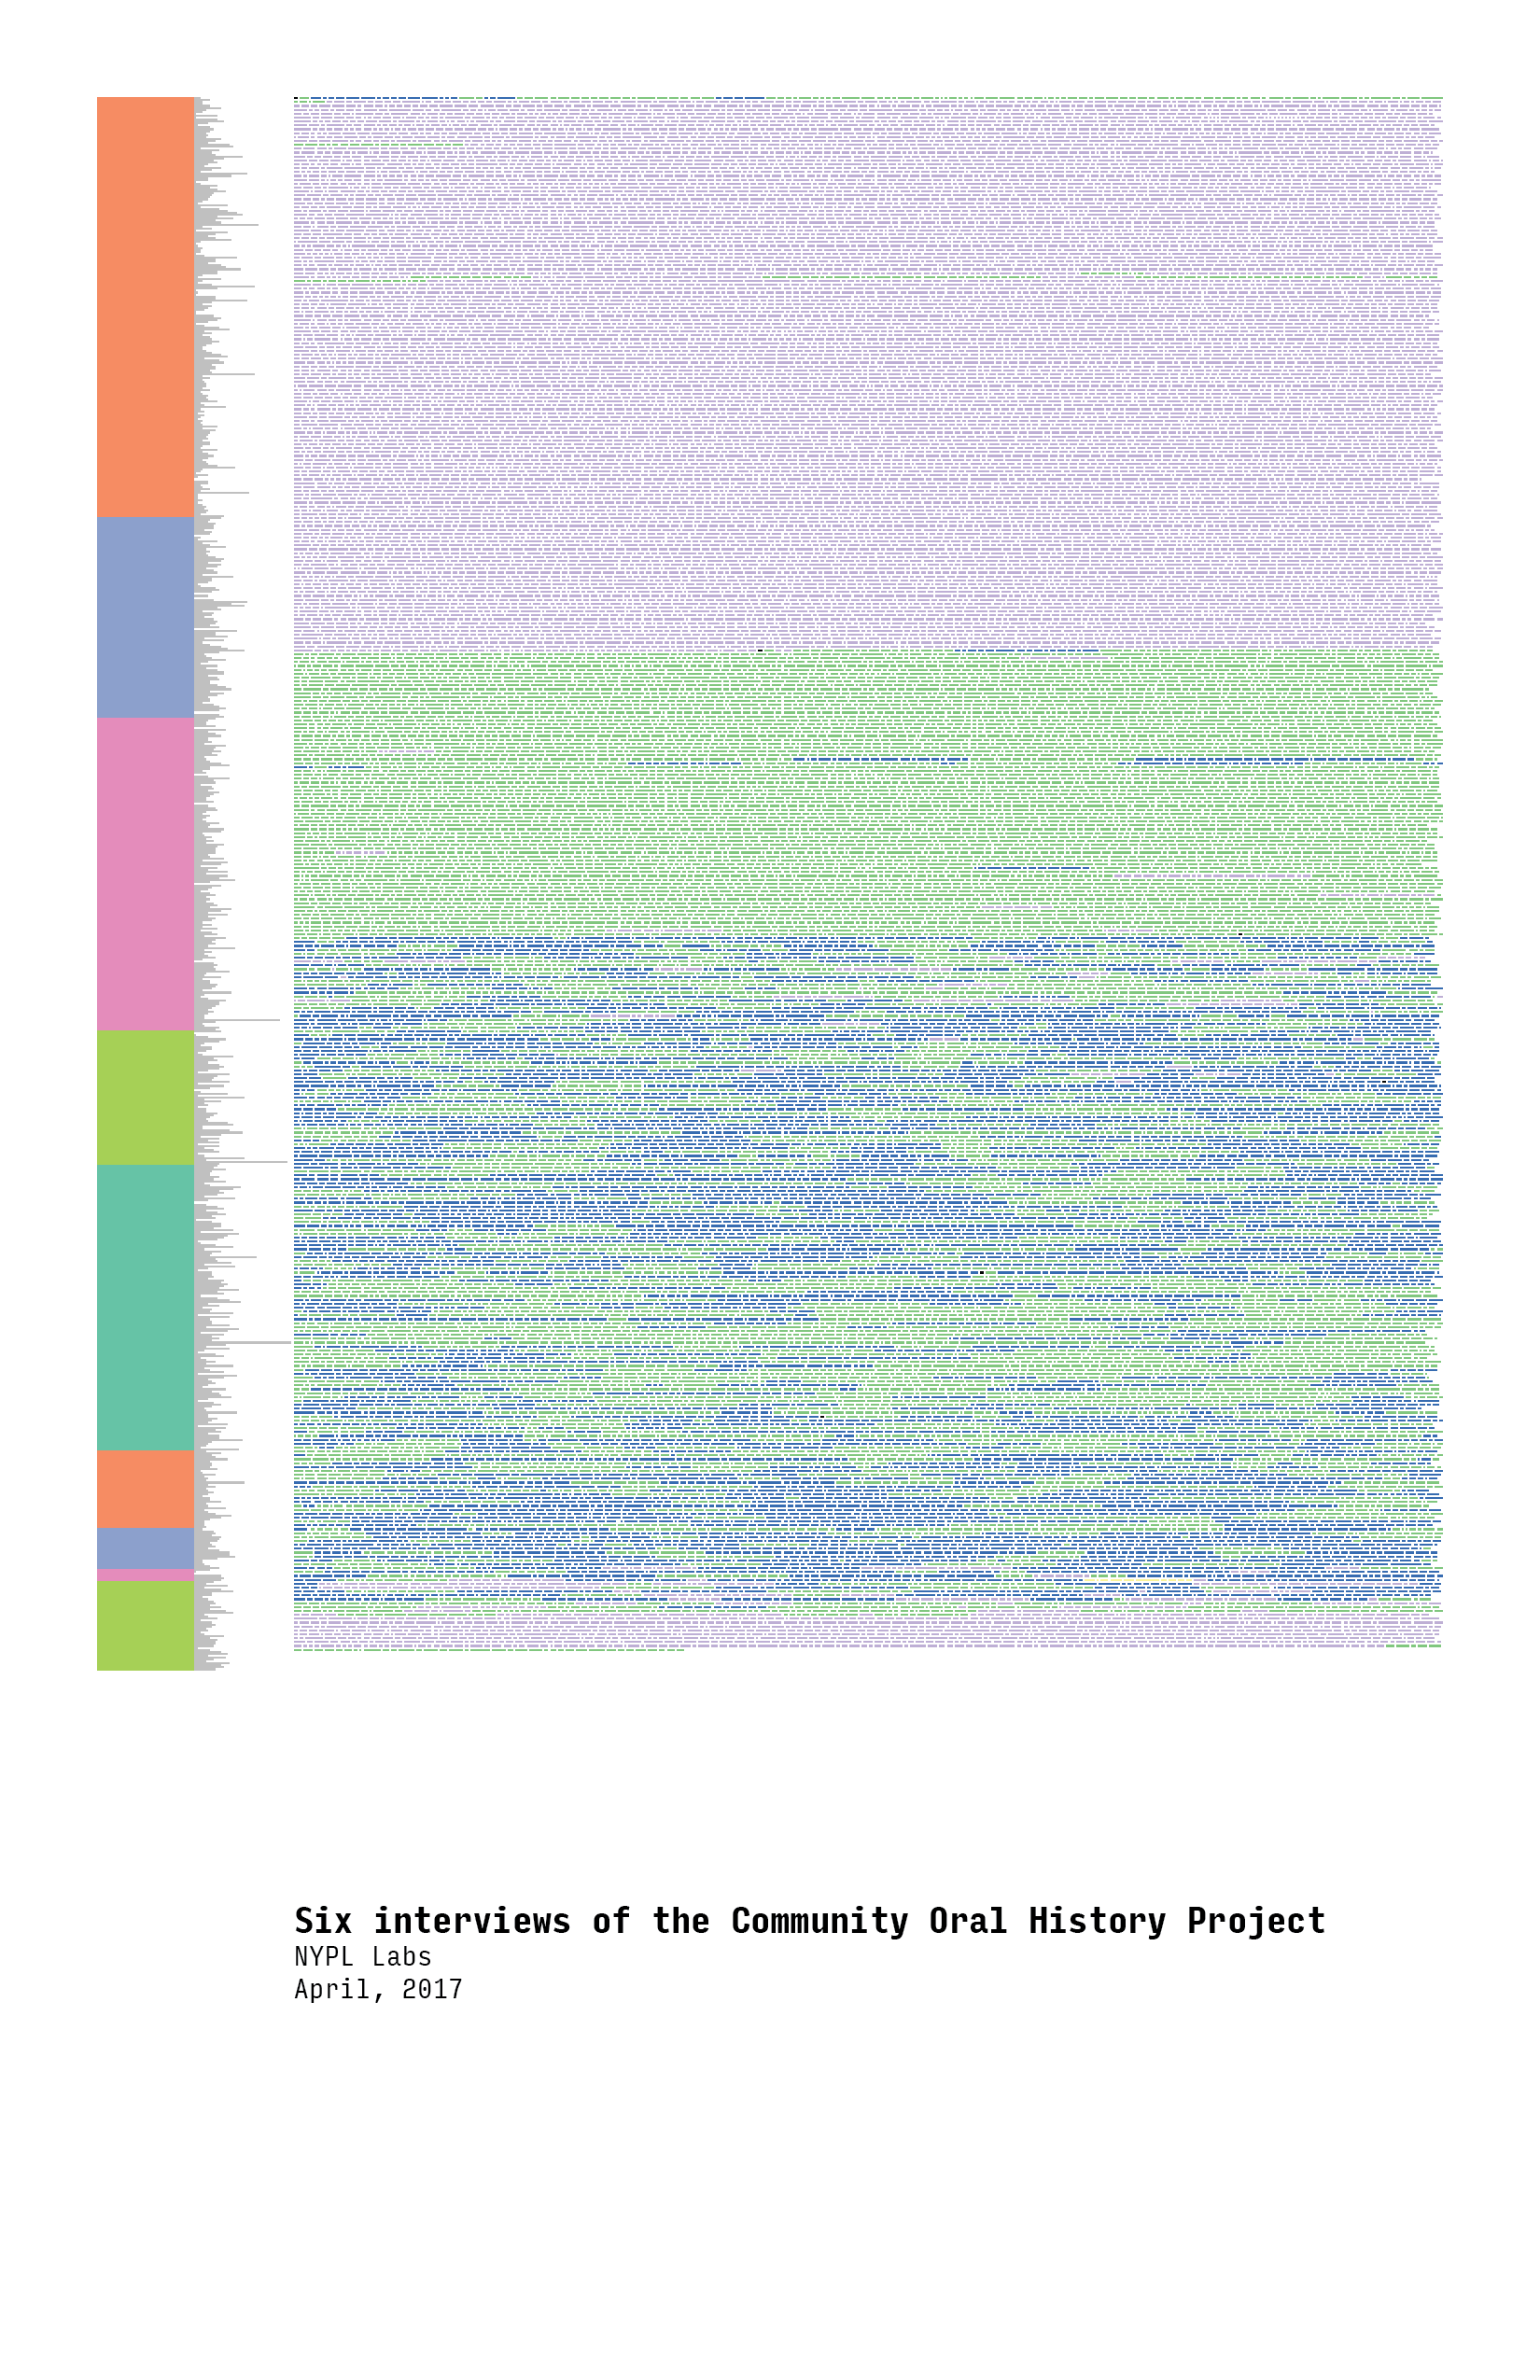 Six interviews of the Community Oral History Project
NYPL Labs
April, 2017